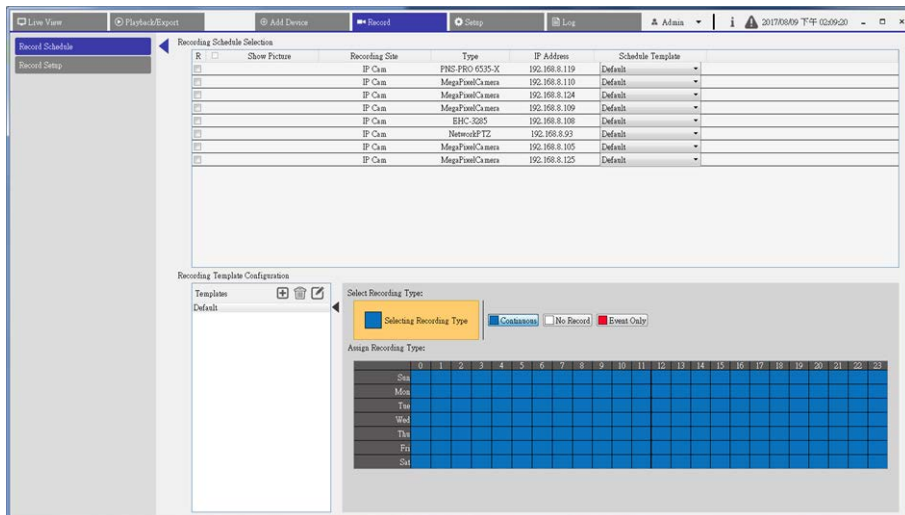 Live View Playback/Export Add Device Record Setup Log Admin i 2017/08/09 下午 02:09:20
Record Schedule
Record Setup
Recording Schedule Selection
R Show Picture Recording Site Type IP Address Schedule Template
IP Cam PNS-PRO 6535-X 192.168.8.119 Default
IP Cam MegaPixelCamera 192.168.8.110 Default
IP Cam MegaPixelCamera 192.168.8.124 Default
IP Cam MegaPixelCamera 192.168.8.109 Default
IP Cam EHC-3285 192.168.8.108 Default
IP Cam NetworkPTZ 192.168.8.93 Default
IP Cam MegaPixelCamera 192.168.8.105 Default
IP Cam MegaPixelCamera 192.168.8.125 Default
Recording Template Configuration
Templates
Default
Select Recording Type:
Selecting Recording Type Continuous No Record Event Only
Assign Recording Type:
0 1 2 3 4 5 6 7 8 9 10 11 12 13 14 15 16 17 18 19 20 21 22 23
Sun
Mon
Tue
Wed
Thu
Fri
Sat